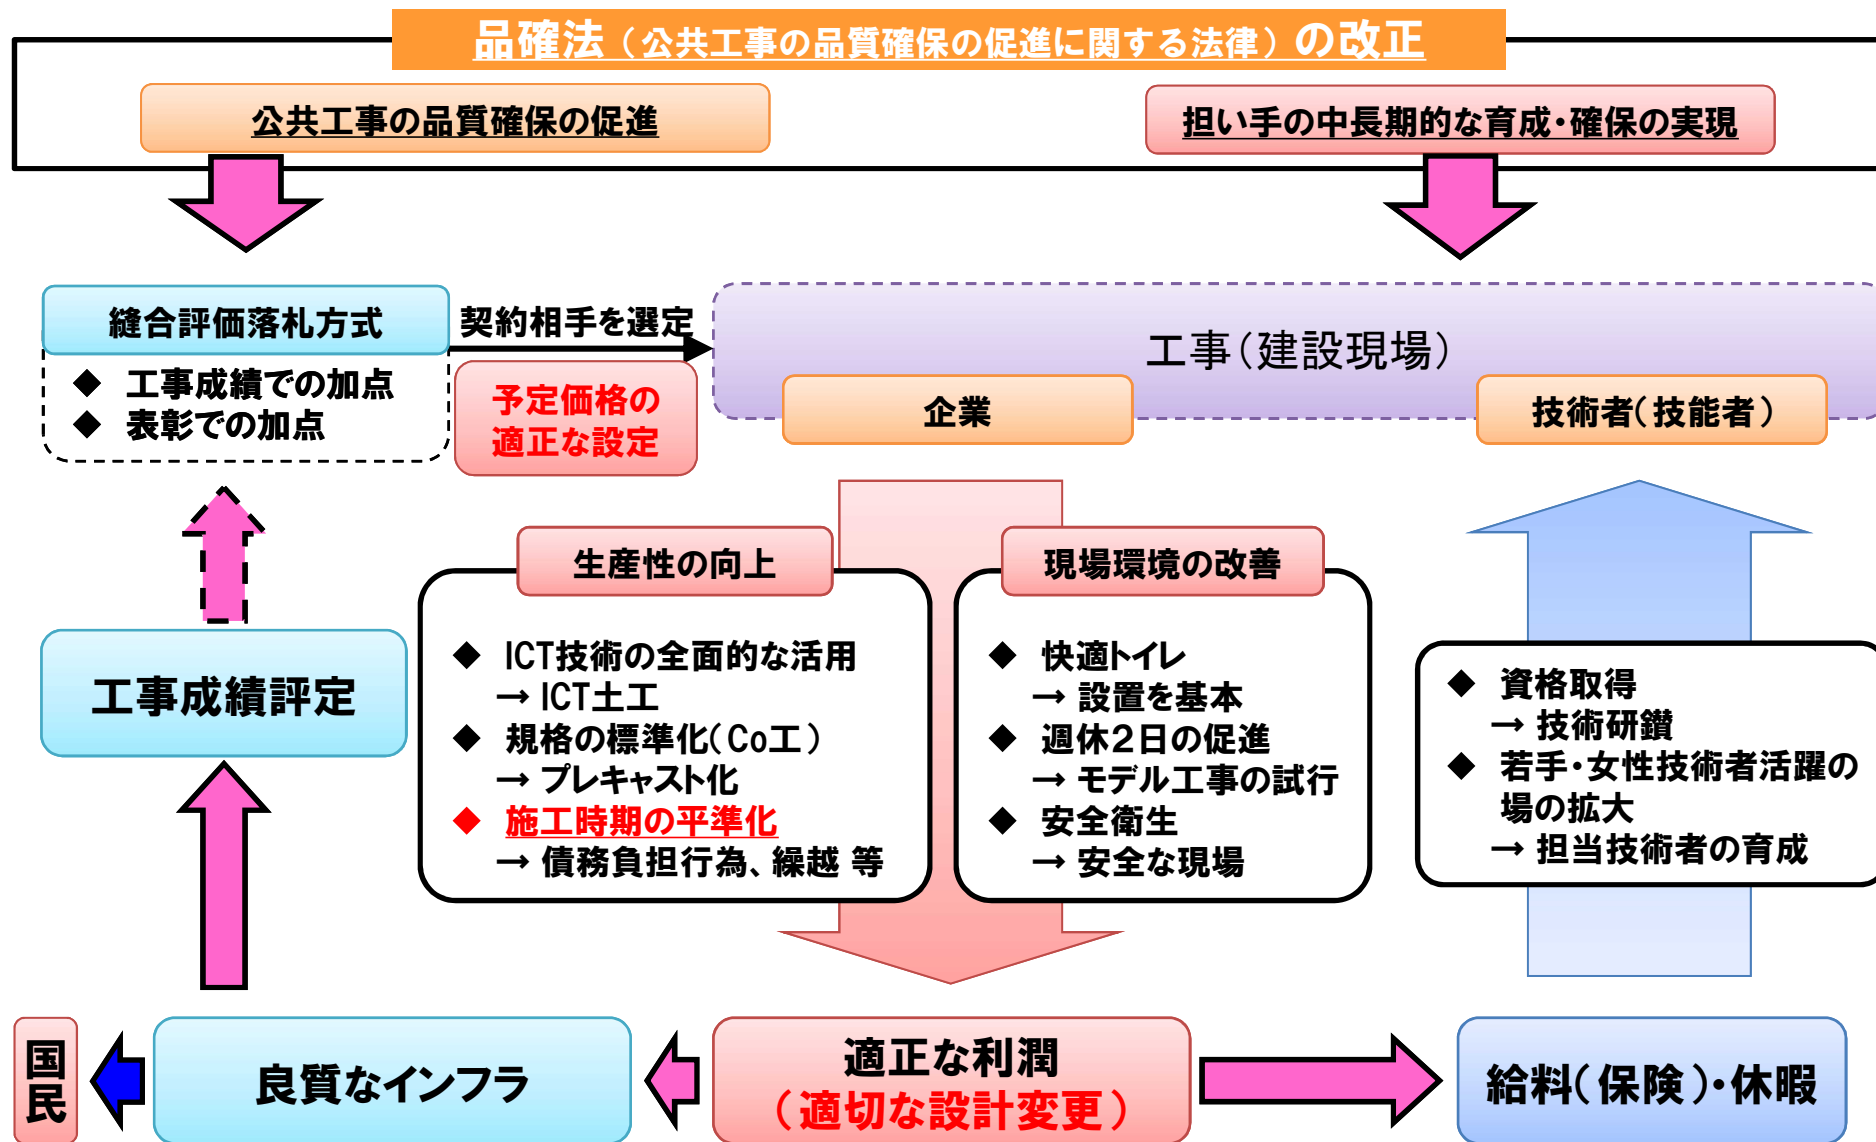 品確法（公共工事の品質確保の促進に関する法律）の改正
公共工事の品質確保の促進
担い手の中長期的な育成・確保の実現
縫合評価落札方式
◆ 工事成績での加点
◆ 表彰での加点
契約相手を選定
予定価格の
適正な設定
工事（建設現場）
企業
技術者（技能者）
生産性の向上
◆ ICT技術の全面的な活用
→ ICT土工
◆ 規格の標準化（Co工）
→ プレキャスト化
◆ 施工時期の平準化
→ 債務負担行為、繰越 等
現場環境の改善
◆ 快適トイレ
→ 設置を基本
◆ 週休２日の促進
→ モデル工事の試行
◆ 安全衛生
→ 安全な現場
◆ 資格取得
→ 技術研鑽
◆ 若手・女性技術者活躍の
場の拡大
→ 担当技術者の育成
工事成績評定
国民
良質なインフラ
適正な利潤
（適切な設計変更）
給料（保険）・休暇